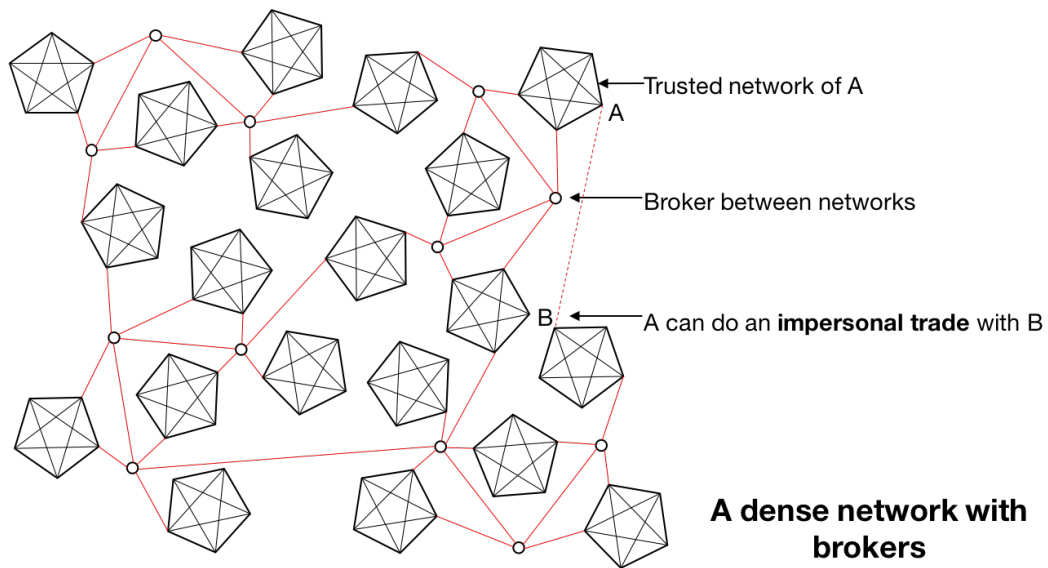 Trusted network of A
A
Broker between networks
B
A can do an impersonal trade with B
A dense network with
brokers